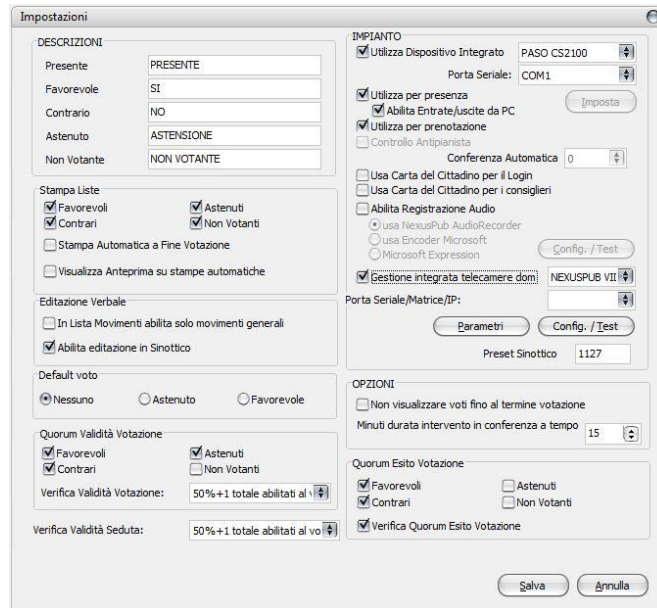 Impostazioni
DESCRIZIONI
Presente PRESENTE
Favorevole SI
Contrario NO
Astenuto ASTENSIONE
Non Votante NON VOTANTE
Stampa Liste
Favorevoli Astenuti
Contrari Non Votanti
Stampa Automatica a Fine Votazione
Visualizza Anteprima su stampe automatiche
Editazione Verbale
In Lista Movimenti abilita solo movimenti generali
Abilita editazione in Sinottico
Default voto
Nessuno Astenuto Favorevole
Quorum Validità Votazione
Favorevoli Astenuti
Contrari Non Votanti
Verifica Validità Votazione: 50%+1 totale abilitati al
Verifica Validità Seduta: 50%+1 totale abilitati al vo
IMPIANTO
Utilizza Dispositivo Integrato PASO CS2100
Porta Seriale: COM1
Utilizza per presenza
Abilita Entrate/uscite da PC Imposta
Utilizza per prenotazione
Controllo Antipianista
Conferenza Automatica 0
Usa Carta del Cittadino per il Login
Usa Carta del Cittadino per i consiglieri
Abilita Registrazione Audio
usa NexusPub AudioRecorder
usa Encoder Microsoft
Microsoft Expression Config. / Test
Gestione integrata telecamere dom NEXUSPUB VII
Porta Seriale/Matrice/IP:
Parametri Config. / Test
Preset Sinottico 1127
OPZIONI
Non visualizzare voti fino al termine votazione
Minuti durata intervento in conferenza a tempo 15
Quorum Esito Votazione
Favorevoli Astenuti
Contrari Non Votanti
Verifica Quorum Esito Votazione
Salva Annulla